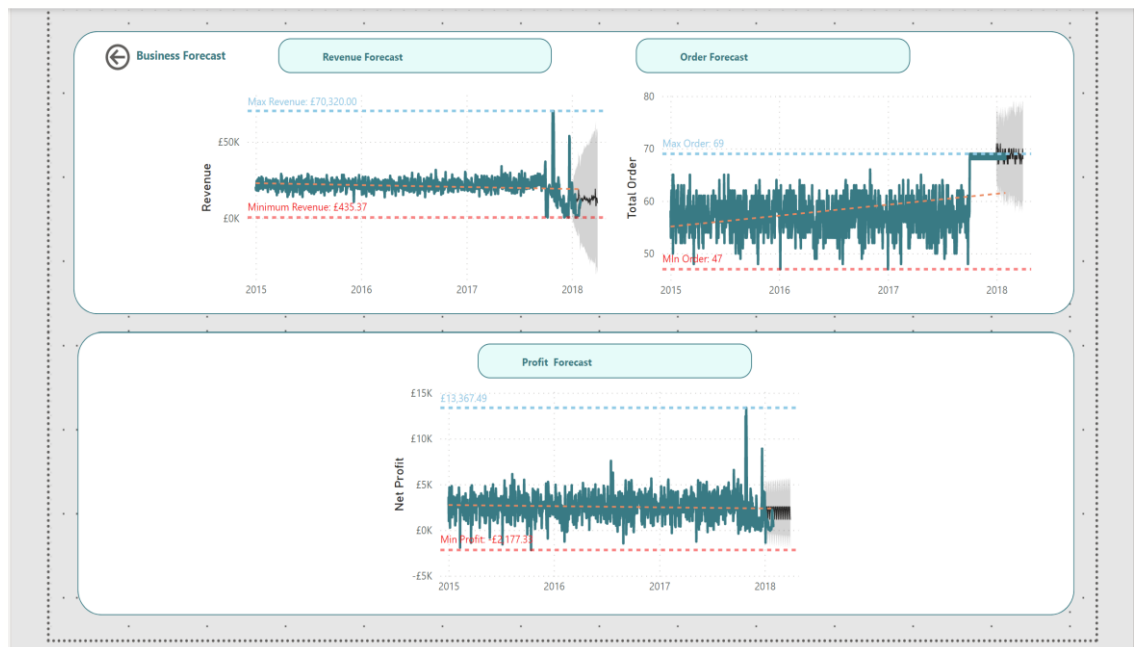 Business Forecast
Revenue Forecast
Order Forecast
Max Revenue: £70,320.00
£50K
£0K
Revenue
Minimum Revenue: £435.37
2015
2016
2017
2018
80
70
60
50
Total Order
Max Order: 69
Min Order: 47
2015
2016
2017
2018
Profit Forecast
£15K
£10K
£5K
£0K
-£5K
Net Profit
£13,367.49
Min Profit: -£2,177.33
2015
2016
2017
2018